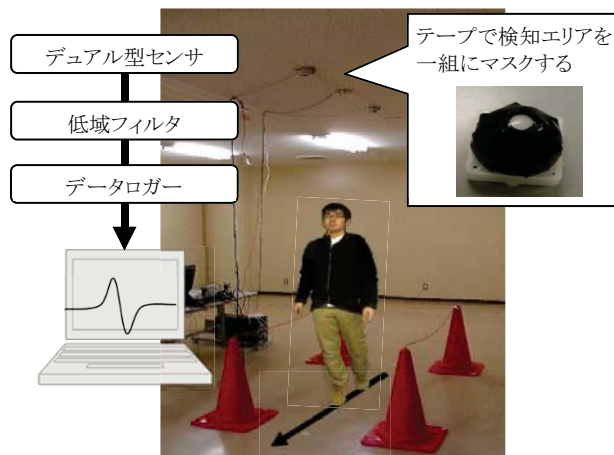 デュアル型センサ
低域フィルタ
データロガー
テープで検知エリアを
一組にマスクする